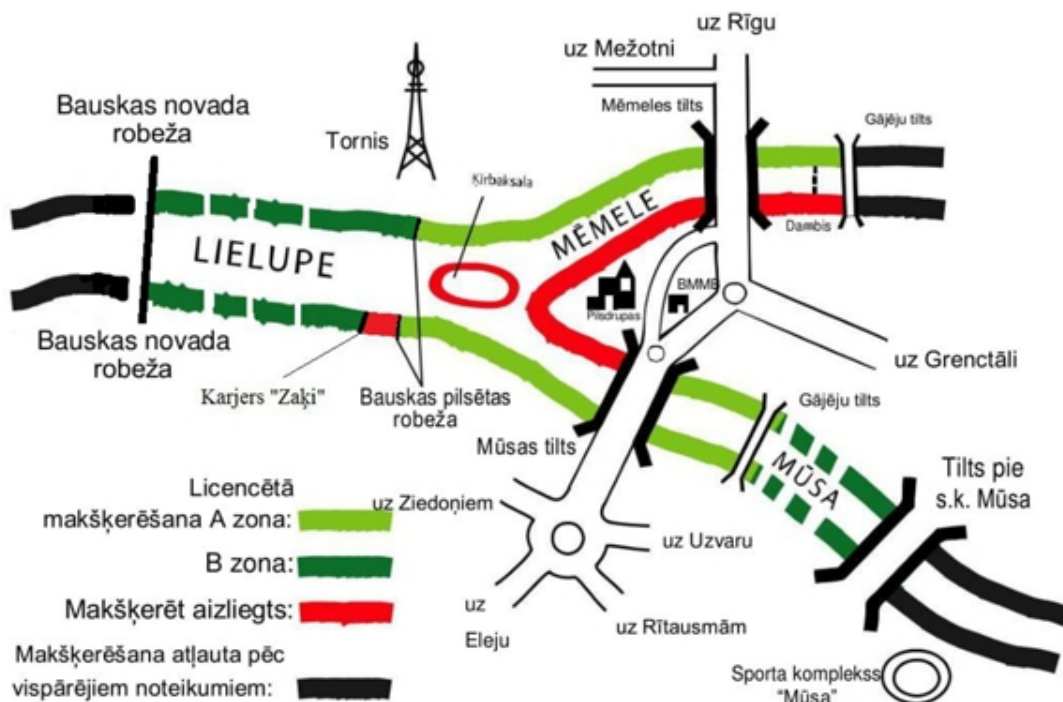 uz Rīgu
uz Mežotni
Bauskas novada
robeža
Tornis
Mēmeles tilts
Gājēju tilts
Ķirbaksala
MĒMELE
LIELUPE
Dambis
BMMB
Pilsdrupas
Bauskas novada
robeža
uz Grenctāli
Karjers "Zaķi"
Bauskas pilsētas
robeža
Gājēju tilts
Mūsas tilts
MŪSA
Tilts pie
s.k. Mūsa
Licencētā
makšķerēšana A zona:
uz Ziedoņiem
uz Uzvaru
B zona:
Makšķerēt aizliegts:
uz
Eleju
uz Rītausmām
Makšķerēšana atļauta pēc
vispārējiem noteikumiem:
Sporta komplekss
"Mūsa"